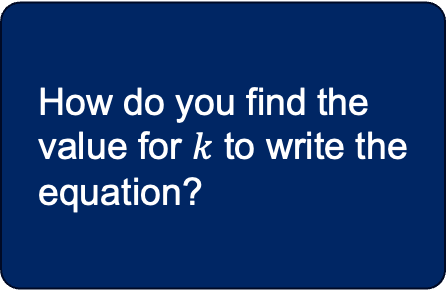 How do you find the
value for k to write the
equation?